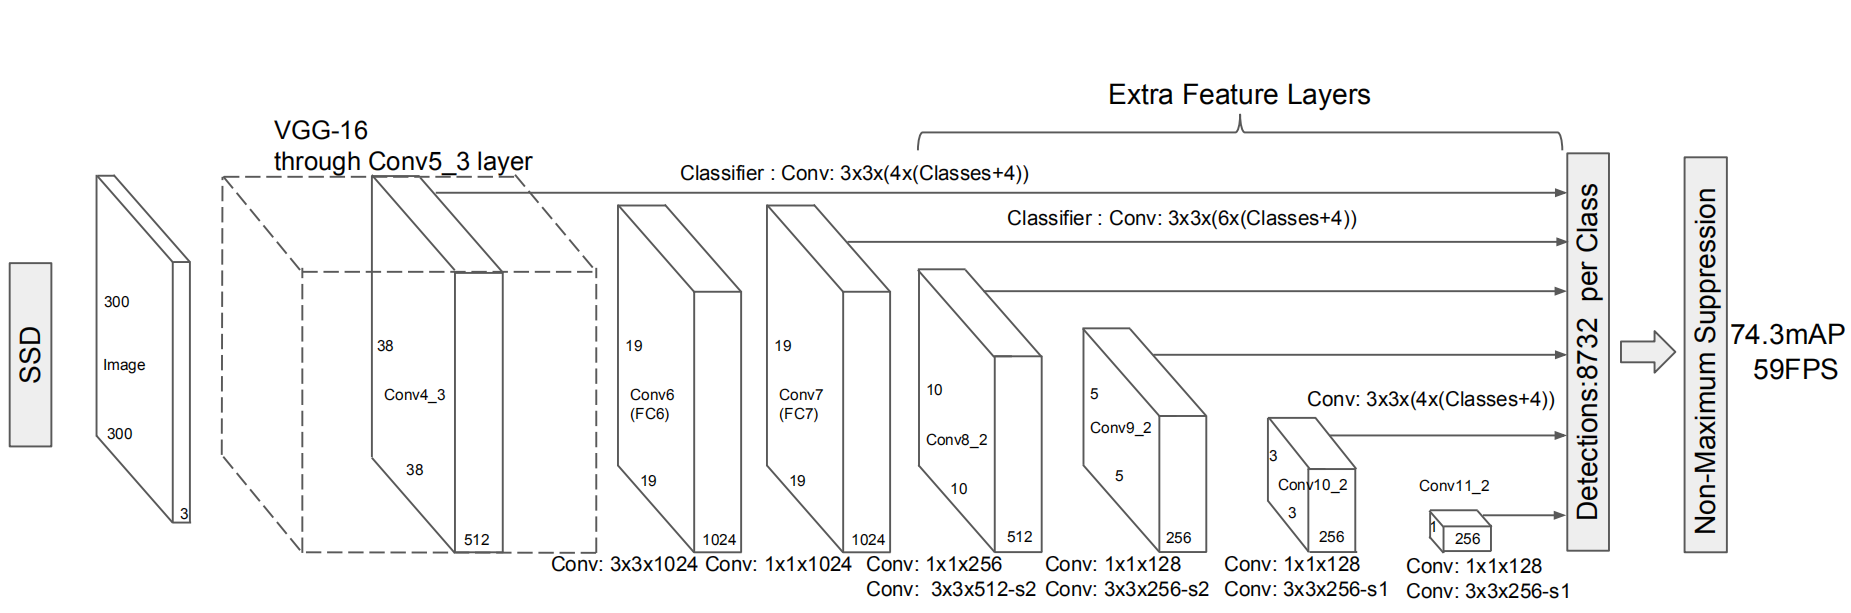 Extra Feature Layers
VGG-16
through Conv5_3 layer
Classifier : Conv: 3x3x(4x(Classes+4))
Classifier : Conv: 3x3x(6x(Classes+4))
SSD
300
Image
300
3
38
Conv4_3
38
512
19
Conv6
(FC6)
19
1024
19
Conv7
(FC7)
19
1024
10
Conv8_2
10
512
5
Conv9_2
5
256
Conv: 3x3x(4x(Classes+4))
3
Conv10_2
3
256
Conv11_2
1
256
Detections:8732 per Class
Non-Maximum Suppression
74.3mAP
59FPS
Conv: 3x3x1024
Conv: 1x1x1024
Conv: 1x1x256
Conv: 3x3x512-s2
Conv: 1x1x128
Conv: 3x3x256-s2
Conv: 1x1x128
Conv: 3x3x256-s1
Conv: 1x1x128
Conv: 3x3x256-s1